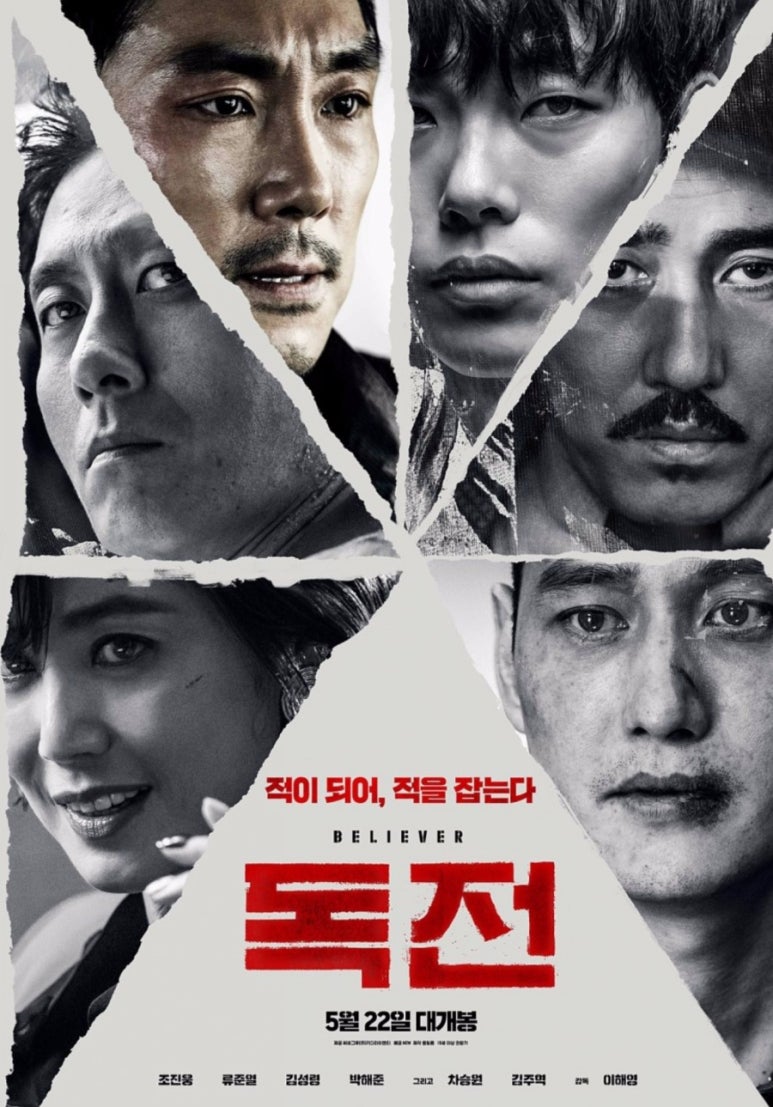 적이 되어, 적을 잡는다
BELIEVER
독전
5월 22일 대개봉
조진웅 류준열 김성령 박해준 그리고 차승원 김주혁 감독 이해영